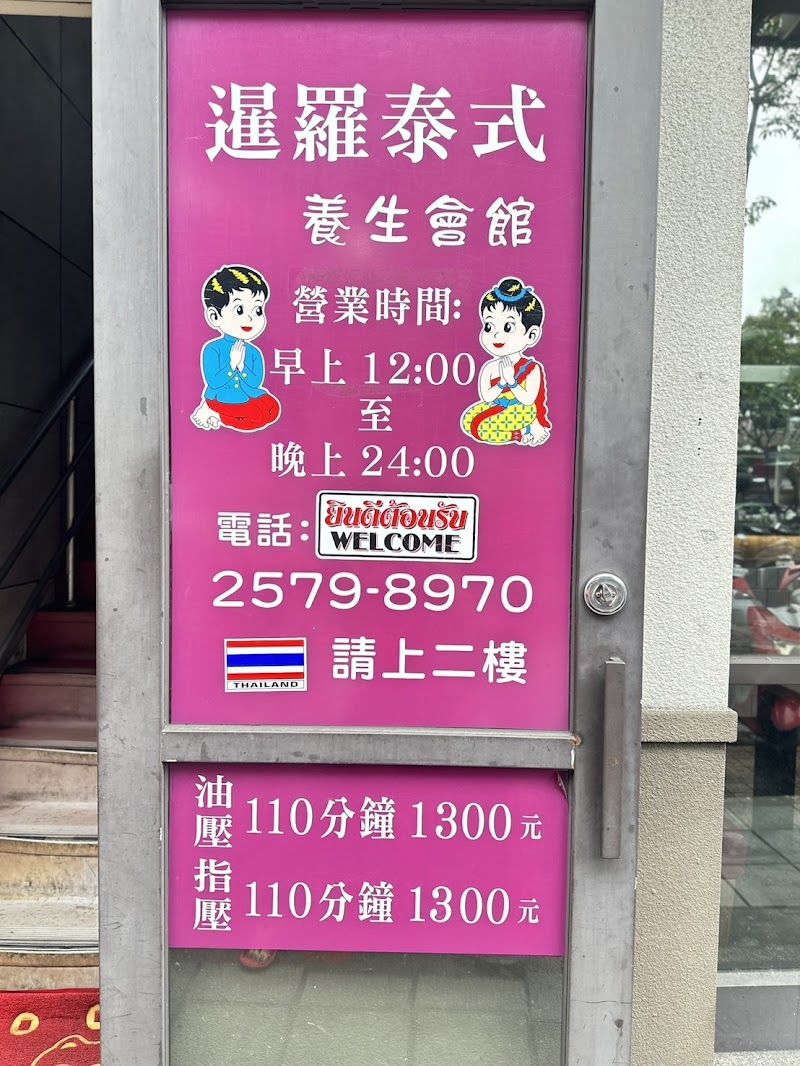 暹羅泰式
養生會館
營業時間:
早上 12:00
至
晚上 24:00
電話:
ยินดีต้อนรับ
WELCOME
2579-8970
THAILAND
請上二樓
油壓 110分鐘 1300元
指壓 110分鐘 1300元